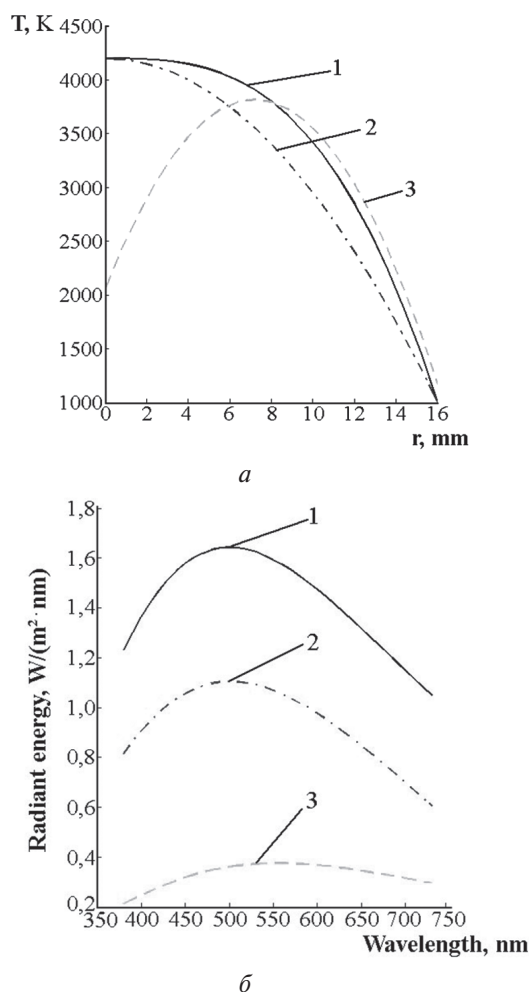 T, K
4500
4000
3500
3000
2500
2000
1500
1000
1
2
3
0 2 4 6 8 10 12 14 16
r, mm
а
1,8
1,6
1,4
1,2
1,0
0,8
0,6
0,4
0,2
Radiant energy, W/(m²·nm)
1
2
3
350 400 450 500 550 600 650 700 750
Wavelength, nm
б